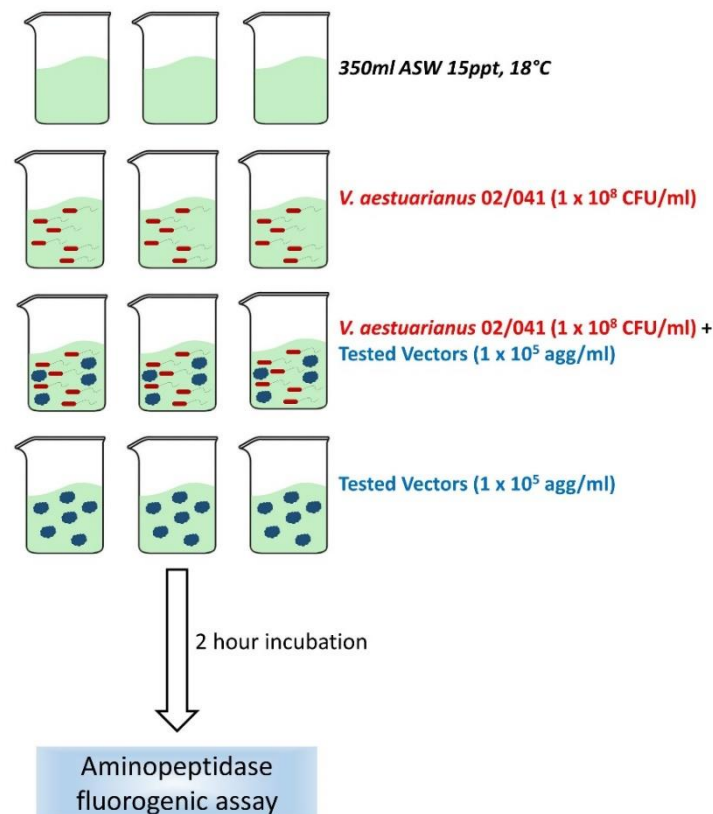 350ml ASW 15ppt, 18°C
V. aestuarianus 02/041 (1 x 10⁸ CFU/ml)
V. aestuarianus 02/041 (1 x 10⁸ CFU/ml) +
Tested Vectors (1 x 10⁵ agg/ml)
Tested Vectors (1 x 10⁵ agg/ml)
2 hour incubation
Aminopeptidase
fluorogenic assay